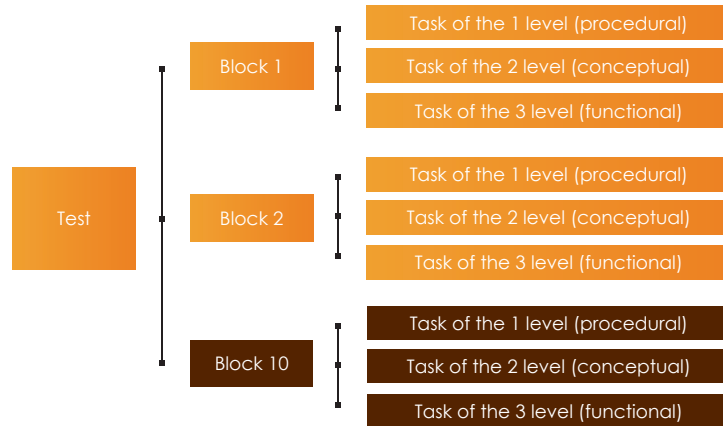 Test
Block 1
Task of the 1 level (procedural)
Task of the 2 level (conceptual)
Task of the 3 level (functional)
Block 2
Task of the 1 level (procedural)
Task of the 2 level (conceptual)
Task of the 3 level (functional)
Block 10
Task of the 1 level (procedural)
Task of the 2 level (conceptual)
Task of the 3 level (functional)